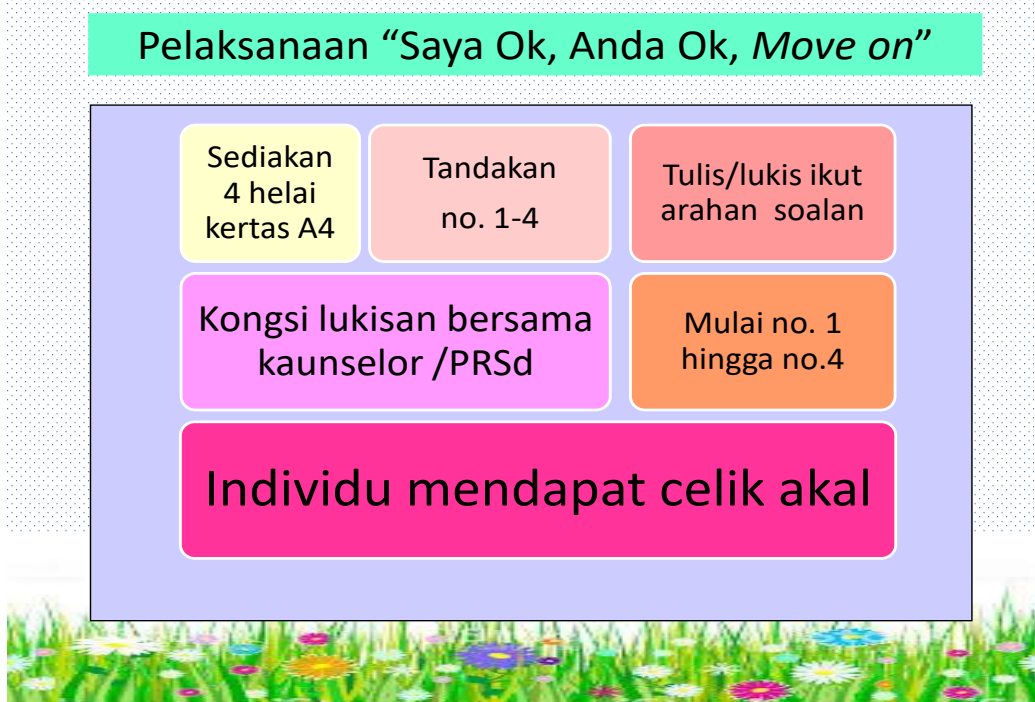 Pelaksanaan “Saya Ok, Anda Ok, Move on”
Sediakan
4 helai
kertas A4
Tandakan
no. 1-4
Tulis/lukis ikut
arahan soalan
Kongsi lukisan bersama
kaunselor /PRSd
Mulai no. 1
hingga no.4
Individu mendapat celik akal